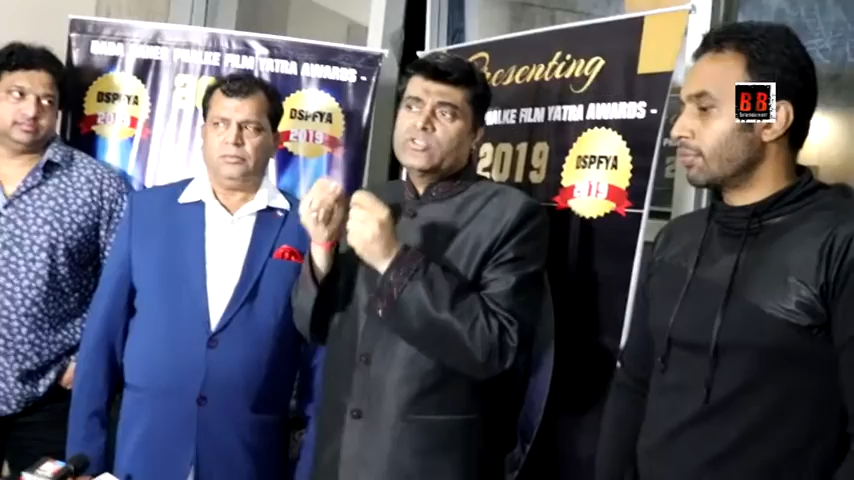 DADA SAHEB PHALKE FILM YATRA AWARDS -
DSPFYA
2019
DSPFYA
2019
Presenting
PHALKE FILM YATRA AWARDS -
2019
DSPFYA
2019
BB